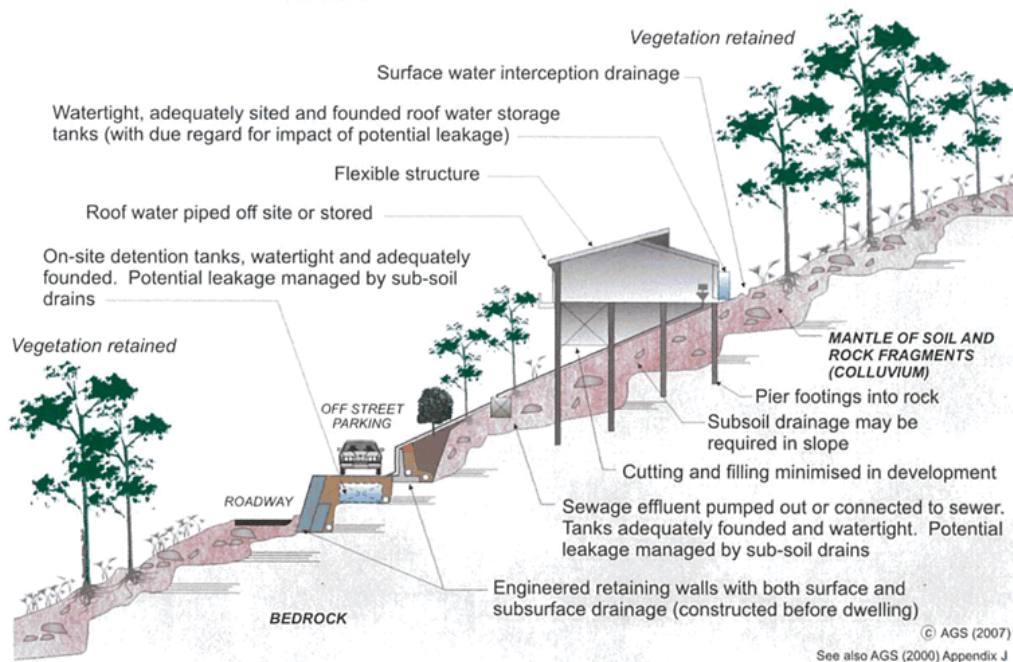 Vegetation retained
Surface water interception drainage
Watertight, adequately sited and founded roof water storage
tanks (with due regard for impact of potential leakage)
Flexible structure
Roof water piped off site or stored
On-site detention tanks, watertight and adequately
founded. Potential leakage managed by sub-soil
drains
Vegetation retained
MANTLE OF SOIL AND
ROCK FRAGMENTS
(COLLUVIUM)
Pier footings into rock
OFF STREET
PARKING
Subsoil drainage may be
required in slope
Cutting and filling minimised in development
ROADWAY
Sewage effluent pumped out or connected to sewer.
Tanks adequately founded and watertight. Potential
leakage managed by sub-soil drains
Engineered retaining walls with both surface and
subsurface drainage (constructed before dwelling)
BEDROCK
© AGS (2007)
See also AGS (2000) Appendix J